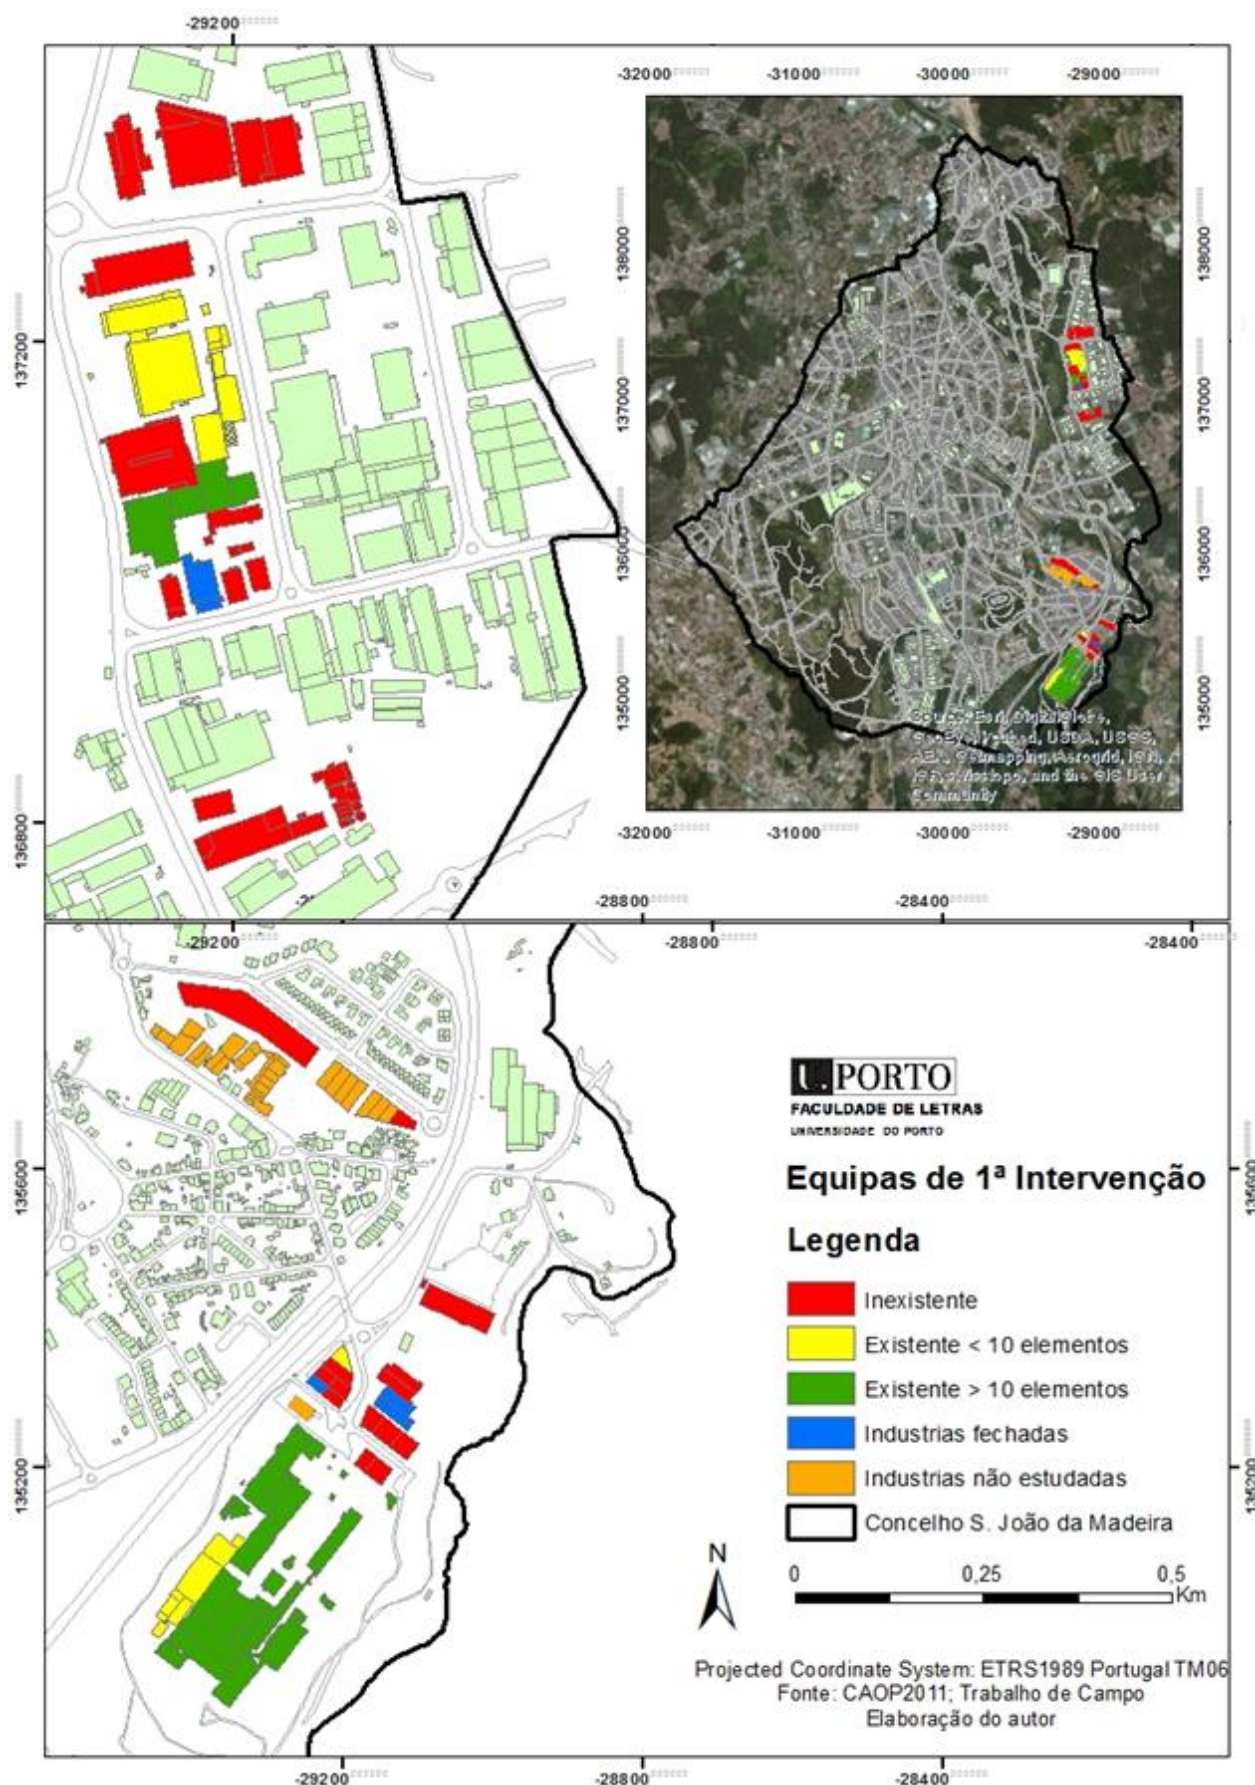 -29200
-32000 -31000 -30000 -29000
138000
137000
136000
135000
138000
137000
136000
135000
137200
136800
Community
-32000 -31000 -30000 -29000
-28800 -28400
-29200 -28800 -28400
U.PORTO
FACULDADE DE LETRAS
UNIVERSIDADE DO PORTO
Equipas de 1ª Intervenção
Legenda
Inexistente
Existente < 10 elementos
Existente > 10 elementos
Industrias fechadas
Industrias não estudadas
Concelho S. João da Madeira
N
0 0,25 0,5
Km
Projected Coordinate System: ETRS1989 Portugal TM06
Fonte: CAOP2011; Trabalho de Campo
Elaboração do autor
135600
135200
135600
135200
-29200 -28800 -28400